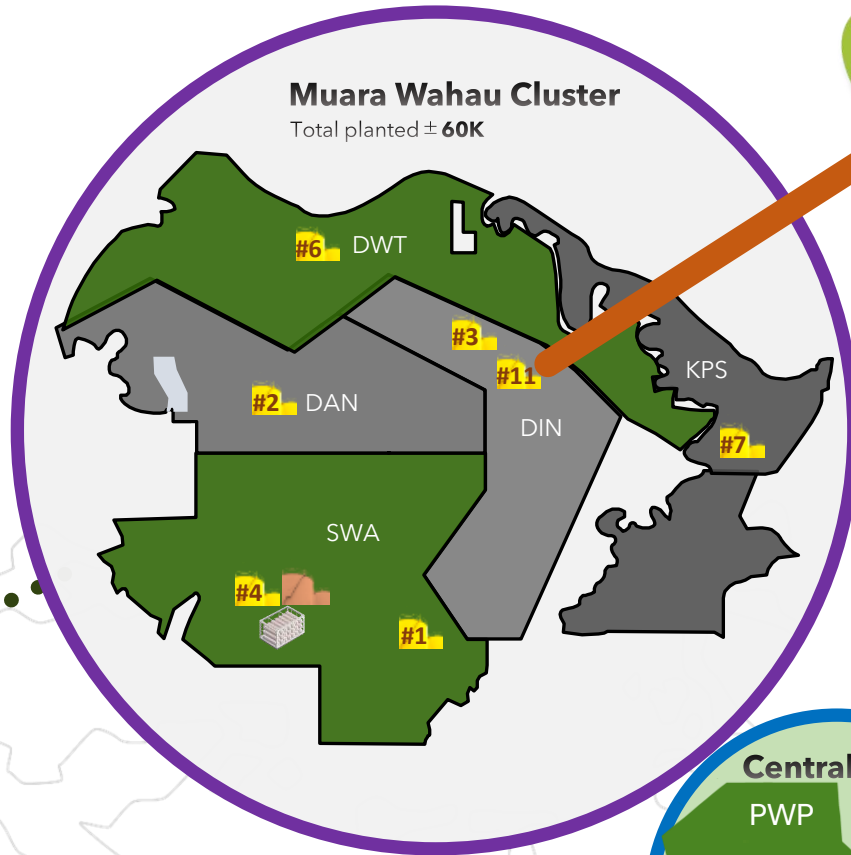 Muara Wahau Cluster
Total planted ± 60K
#6 DWT
#3
#11
KPS
#2 DAN
DIN
#7
SWA
#4
#1
Central
PWP